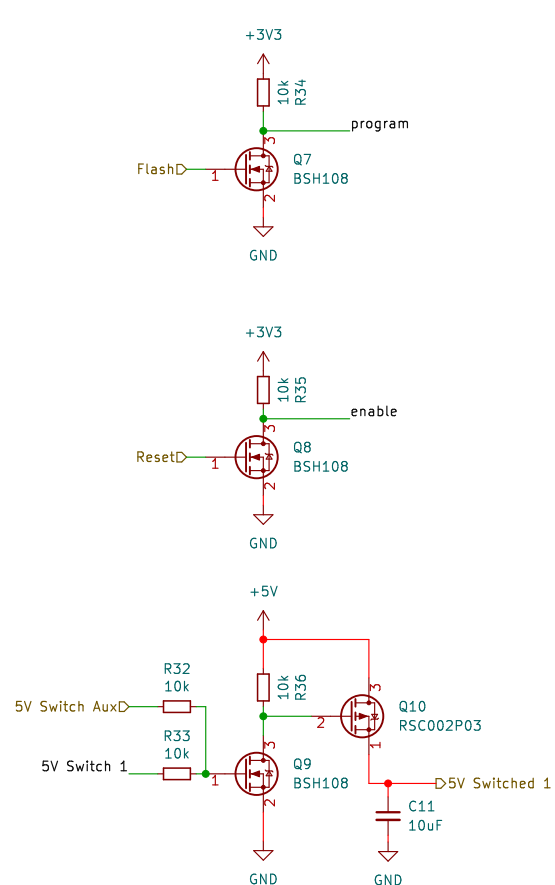 +3V3
10k
R34
program
3
Flash
1
Q7
BSH108
2
GND
+3V3
10k
R35
enable
3
Reset
1
Q8
BSH108
2
GND
+5V
R32
10k
10k
R36
3
5V Switch Aux
2
Q10
RSC002P03
R33
10k
3
1
5V Switch 1
1
Q9
BSH108
2
5V Switched 1
C11
10uF
GND
GND